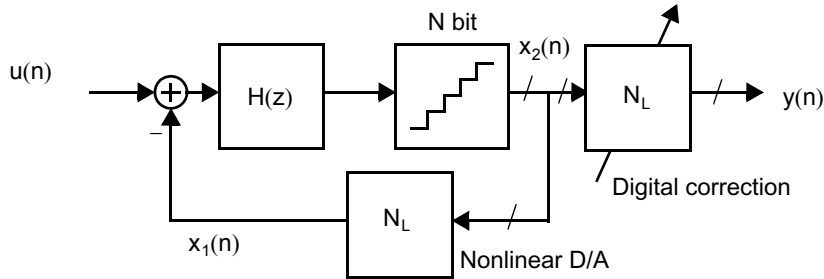 N bit
x₂(n)
u(n)
H(z)
N_L
y(n)
–
Digital correction
N_L
x₁(n)
Nonlinear D/A